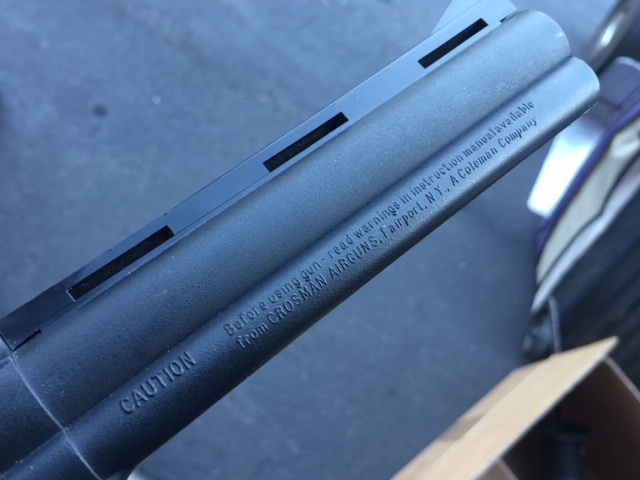 CAUTION
Before using gun - read warnings in instruction manual available
from CROSMAN AIRGUNS, Fairport, N.Y., A Coleman Company